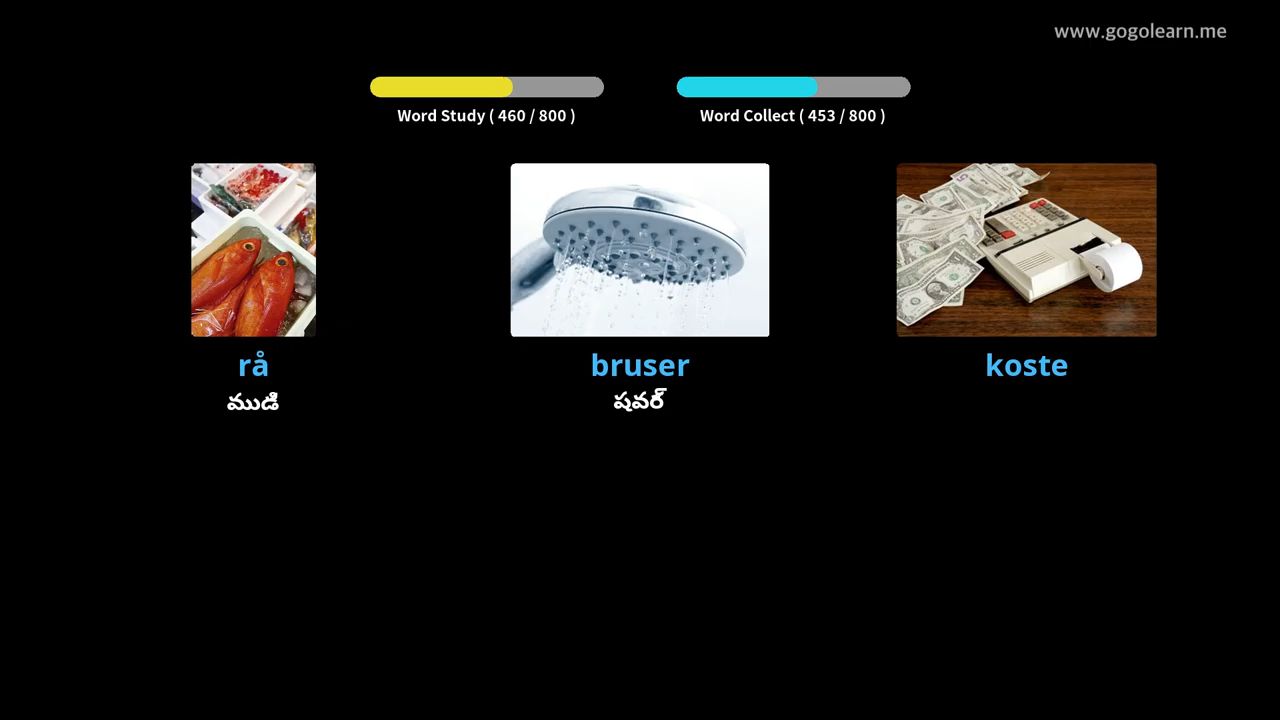 www.gogolearn.me
Word Study ( 460 / 800 )
Word Collect ( 453 / 800 )
rå
bruser
koste
ముడి
షవర్